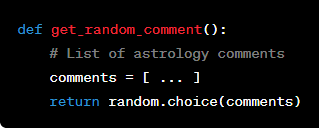 def get_random_comment():
    # List of astrology comments
    comments = [ ... ]
    return random.choice(comments)